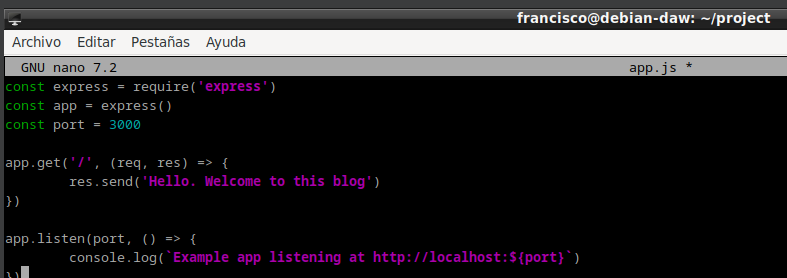 francisco@debian-daw: ~/project
Archivo Editar Pestañas Ayuda
GNU nano 7.2 app.js *
const express = require('express')
const app = express()
const port = 3000
app.get('/', (req, res) => {
res.send('Hello. Welcome to this blog')
})
app.listen(port, () => {
console.log(`Example app listening at http://localhost:${port}`)
})